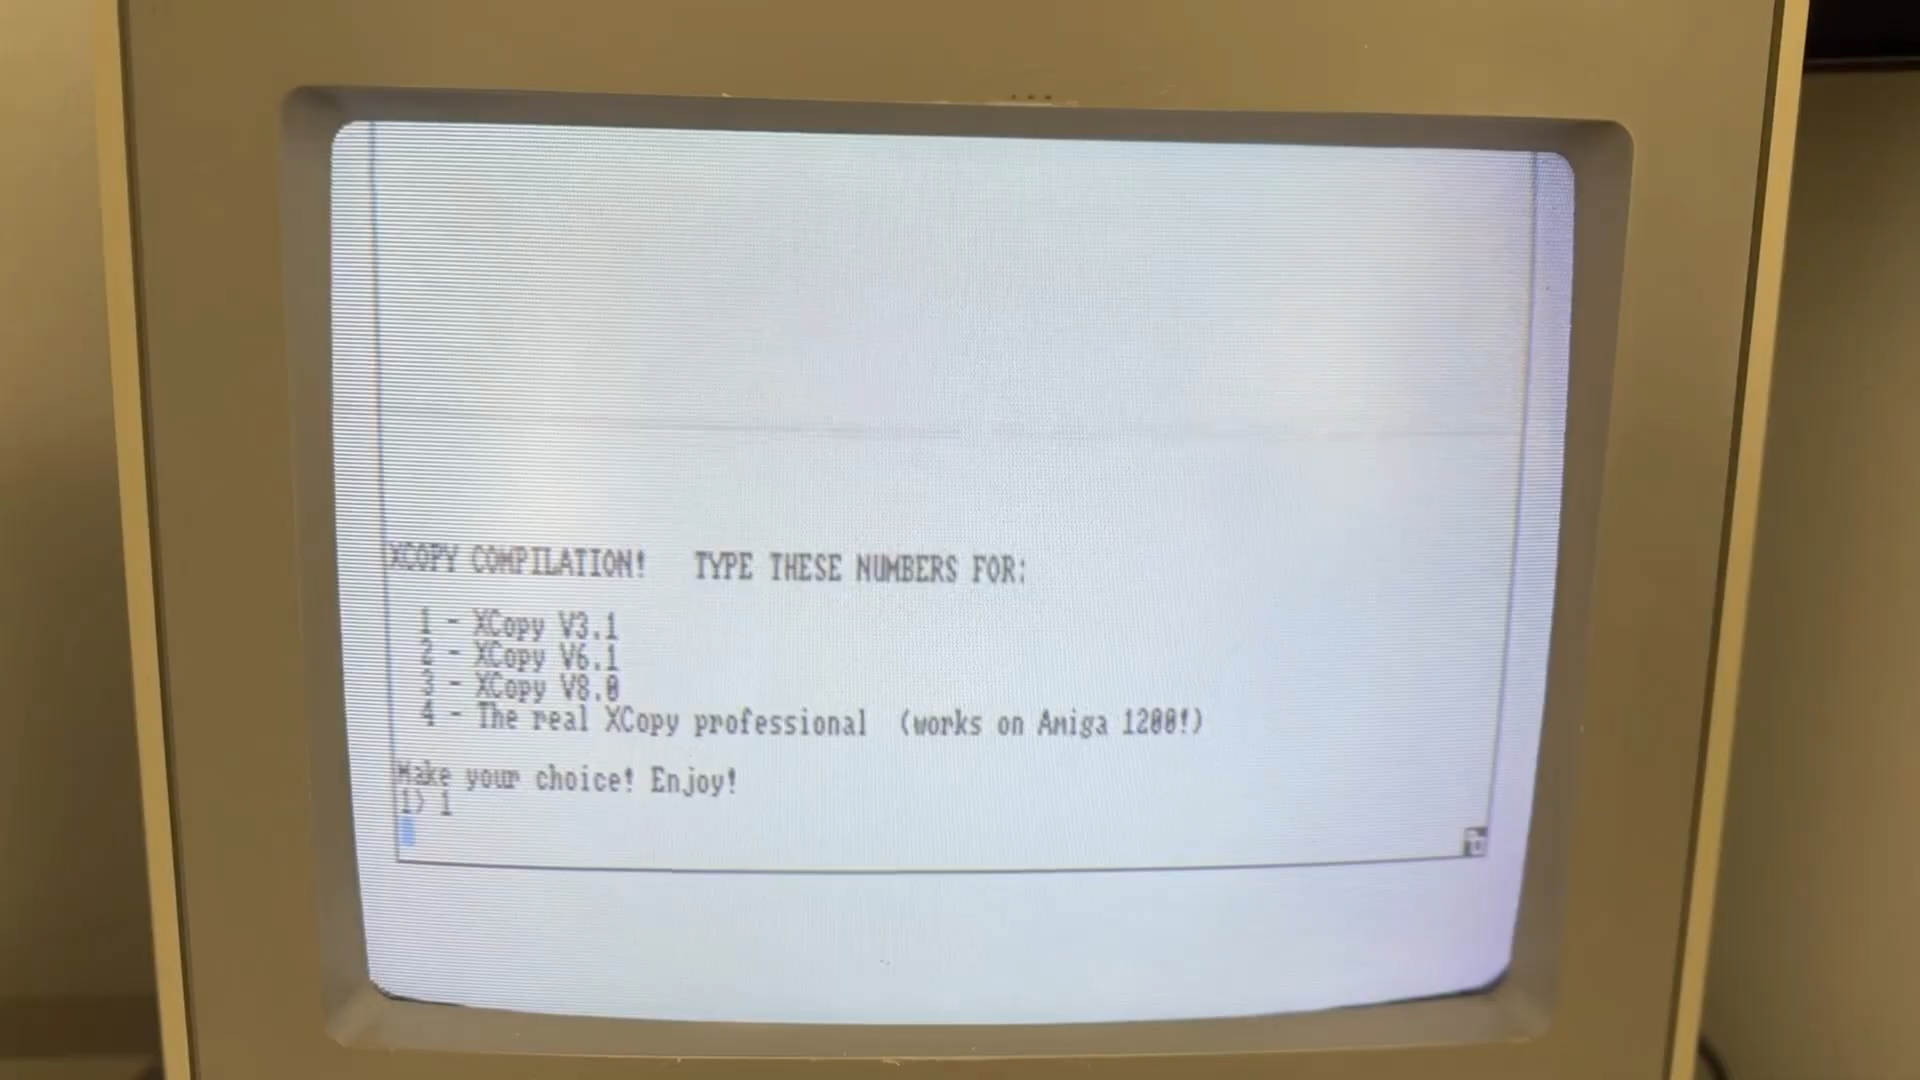 XCOPY COMPILATION!   TYPE THESE NUMBERS FOR:
1 - XCopy V3.1
2 - XCopy V6.1
3 - XCopy V8.0
4 - The real XCopy professional  (works on Amiga 1200!)
Make your choice! Enjoy!
1> 1